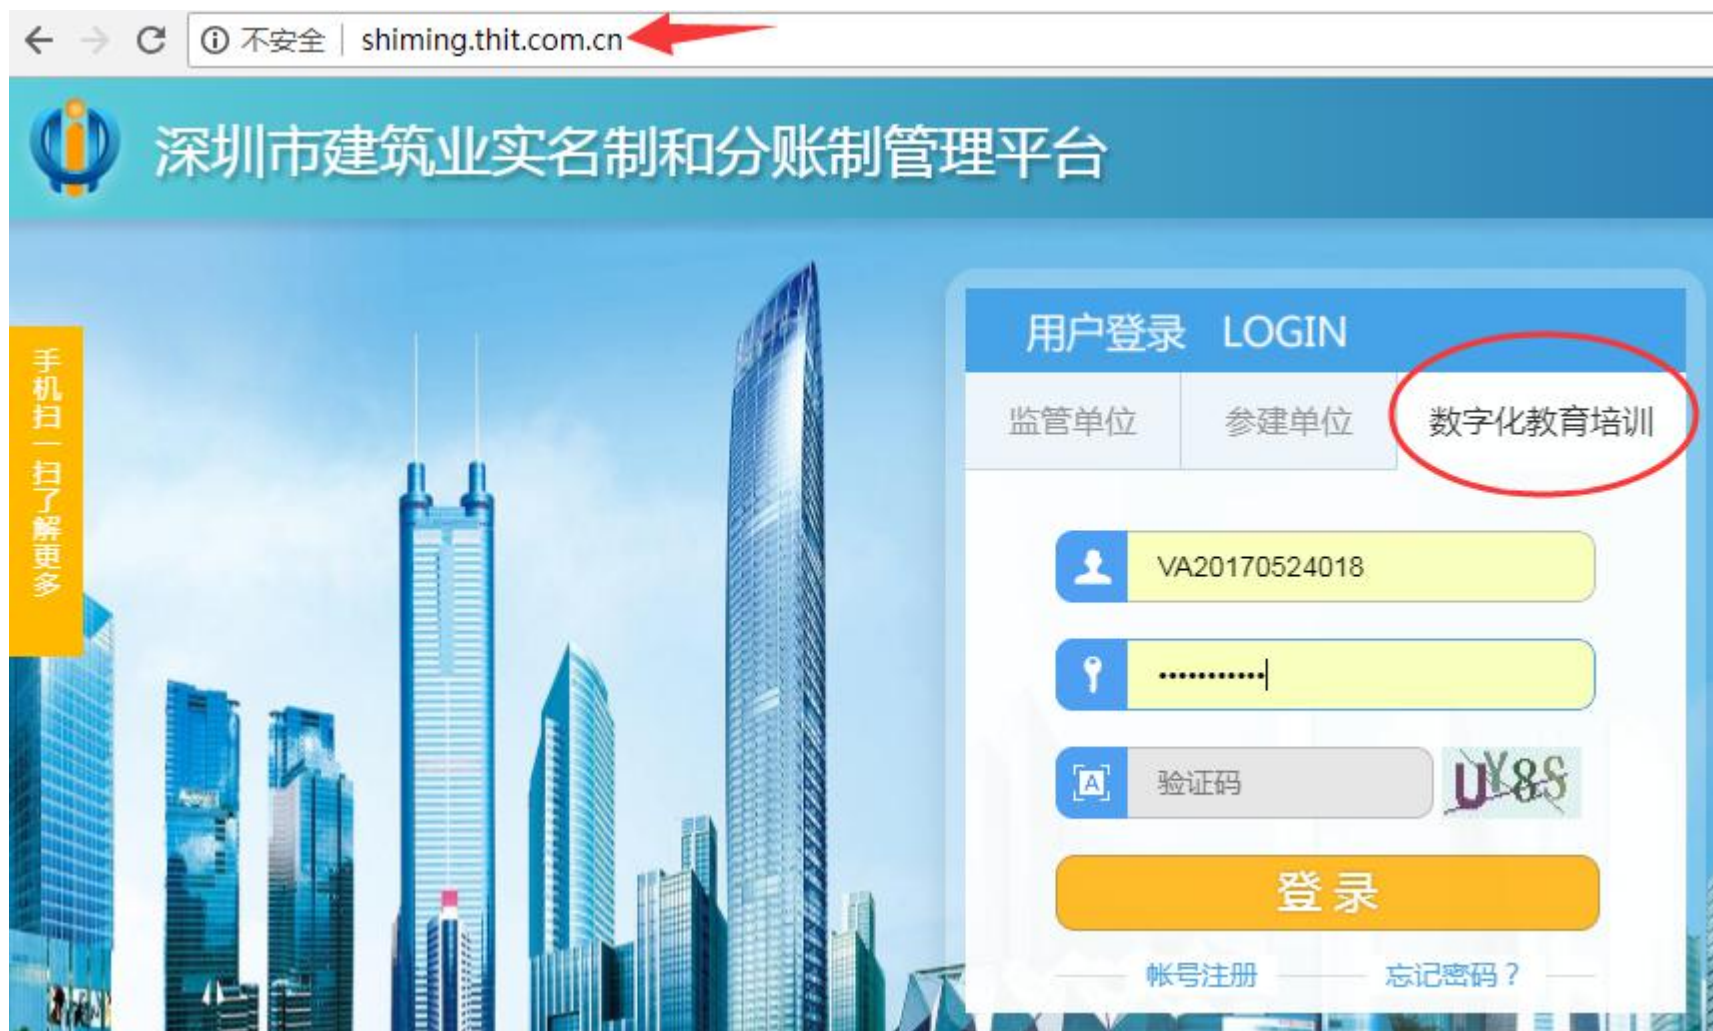 不安全 | shiming.thit.com.cn
深圳市建筑业实名制和分账制管理平台
手机扫一扫了解更多
用户登录 LOGIN
监管单位 参建单位 数字化教育培训
VA20170524018
•••••••••••
验证码 UY8S
登录
帐号注册 忘记密码？